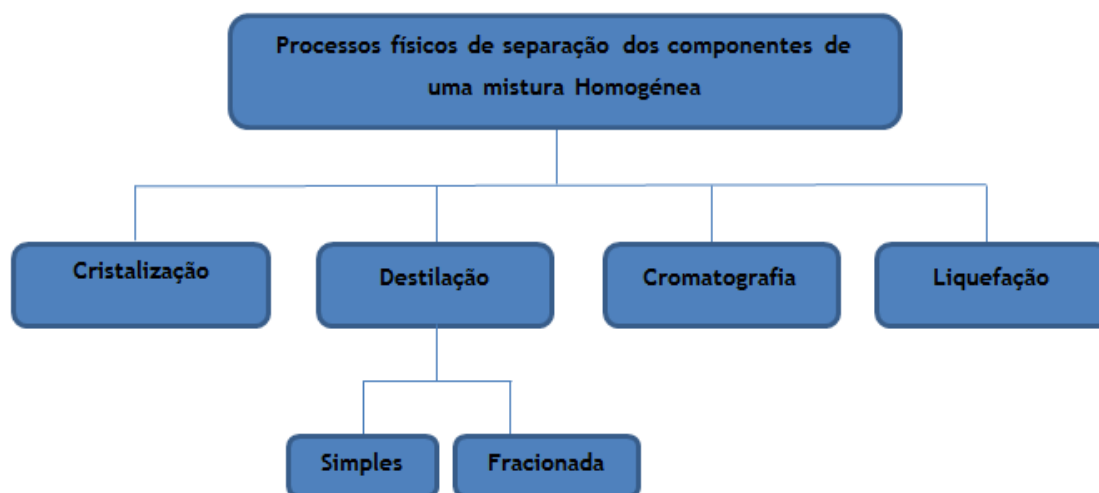 Processos físicos de separação dos componentes de
uma mistura Homogénea
Cristalização
Destilação
Cromatografia
Liquefação
Simples
Fracionada